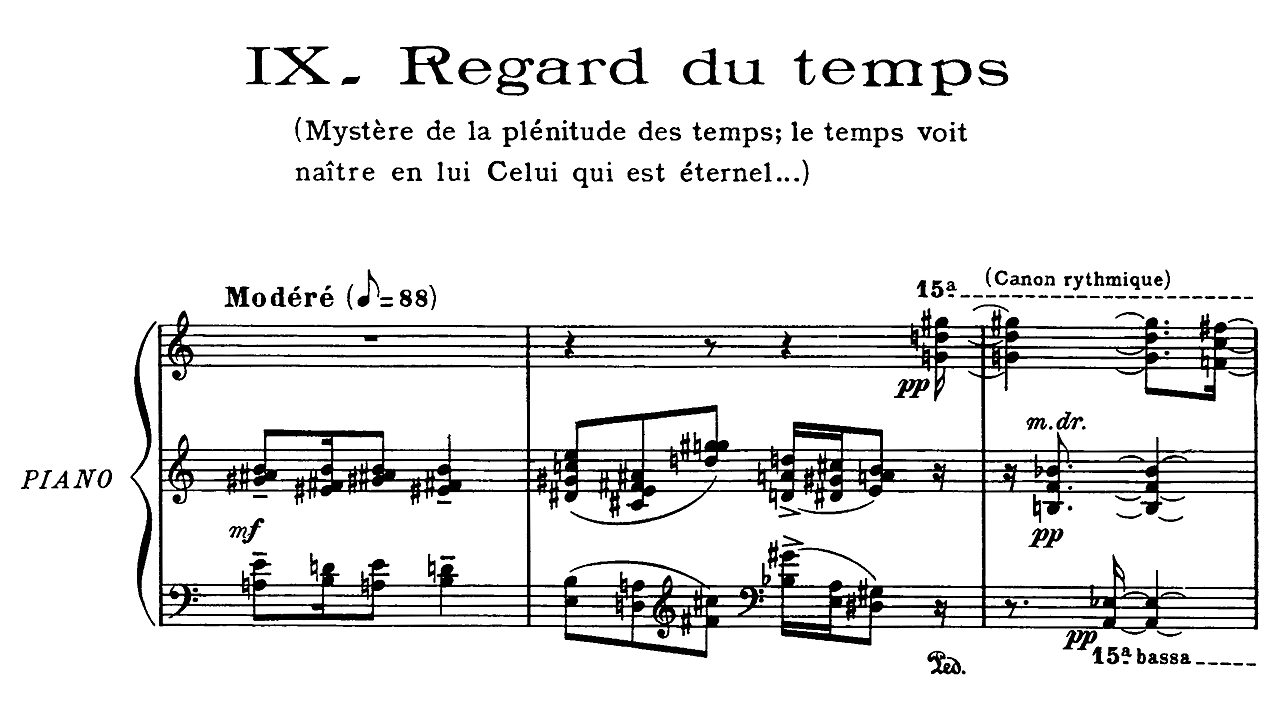 IX. Regard du temps
(Mystère de la plénitude des temps; le temps voit
naître en lui Celui qui est éternel...)
Modéré (♪=88)
15ª
(Canon rythmique)
pp
m.dr.
PIANO
mf
pp
pp
15ª bassa
Ped.